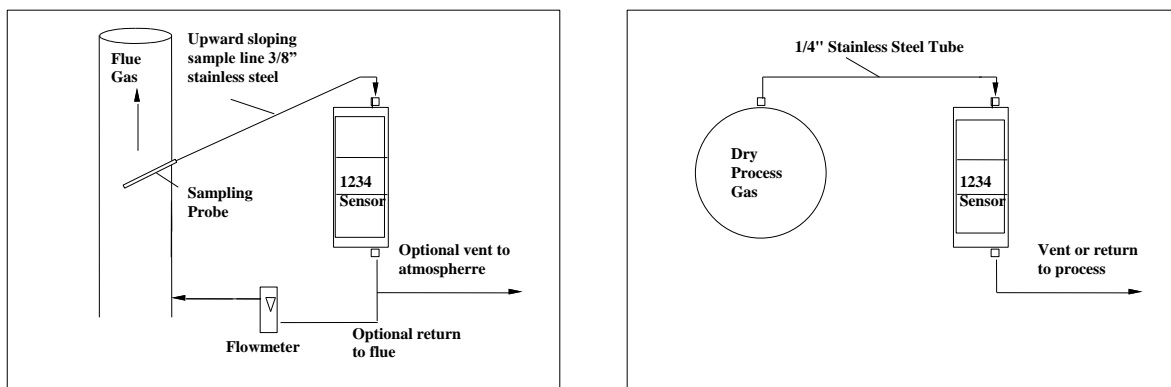 Upward sloping
sample line 3/8”
stainless steel
Flue
Gas
1234
Sensor
Sampling
Probe
Optional vent to
atmospherre
Optional return
to flue
Flowmeter
1/4" Stainless Steel Tube
Dry
Process
Gas
1234
Sensor
Vent or return
to process